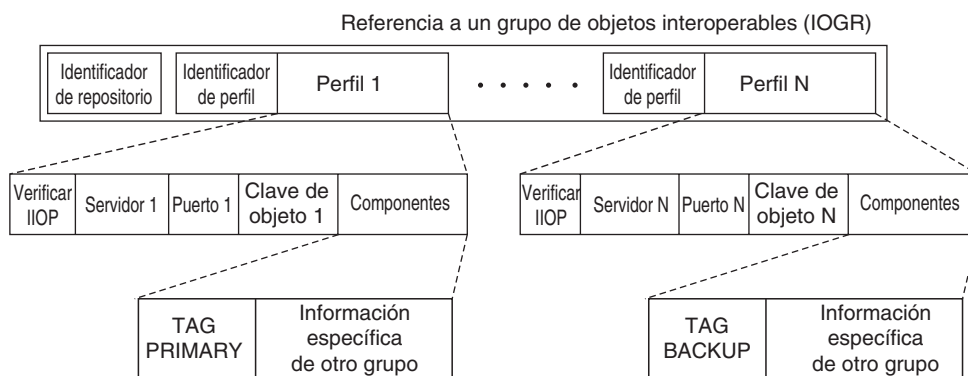 Referencia a un grupo de objetos interoperables (IOGR)
Identificador
de repositorio
Identificador
de perfil
Perfil 1
Identificador
de perfil
Perfil N
Verificar
IIOP
Servidor 1
Puerto 1
Clave de
objeto 1
Componentes
Verificar
IIOP
Servidor N
Puerto N
Clave de
objeto N
Componentes
TAG
PRIMARY
Información
específica
de otro grupo
TAG
BACKUP
Información
específica
de otro grupo